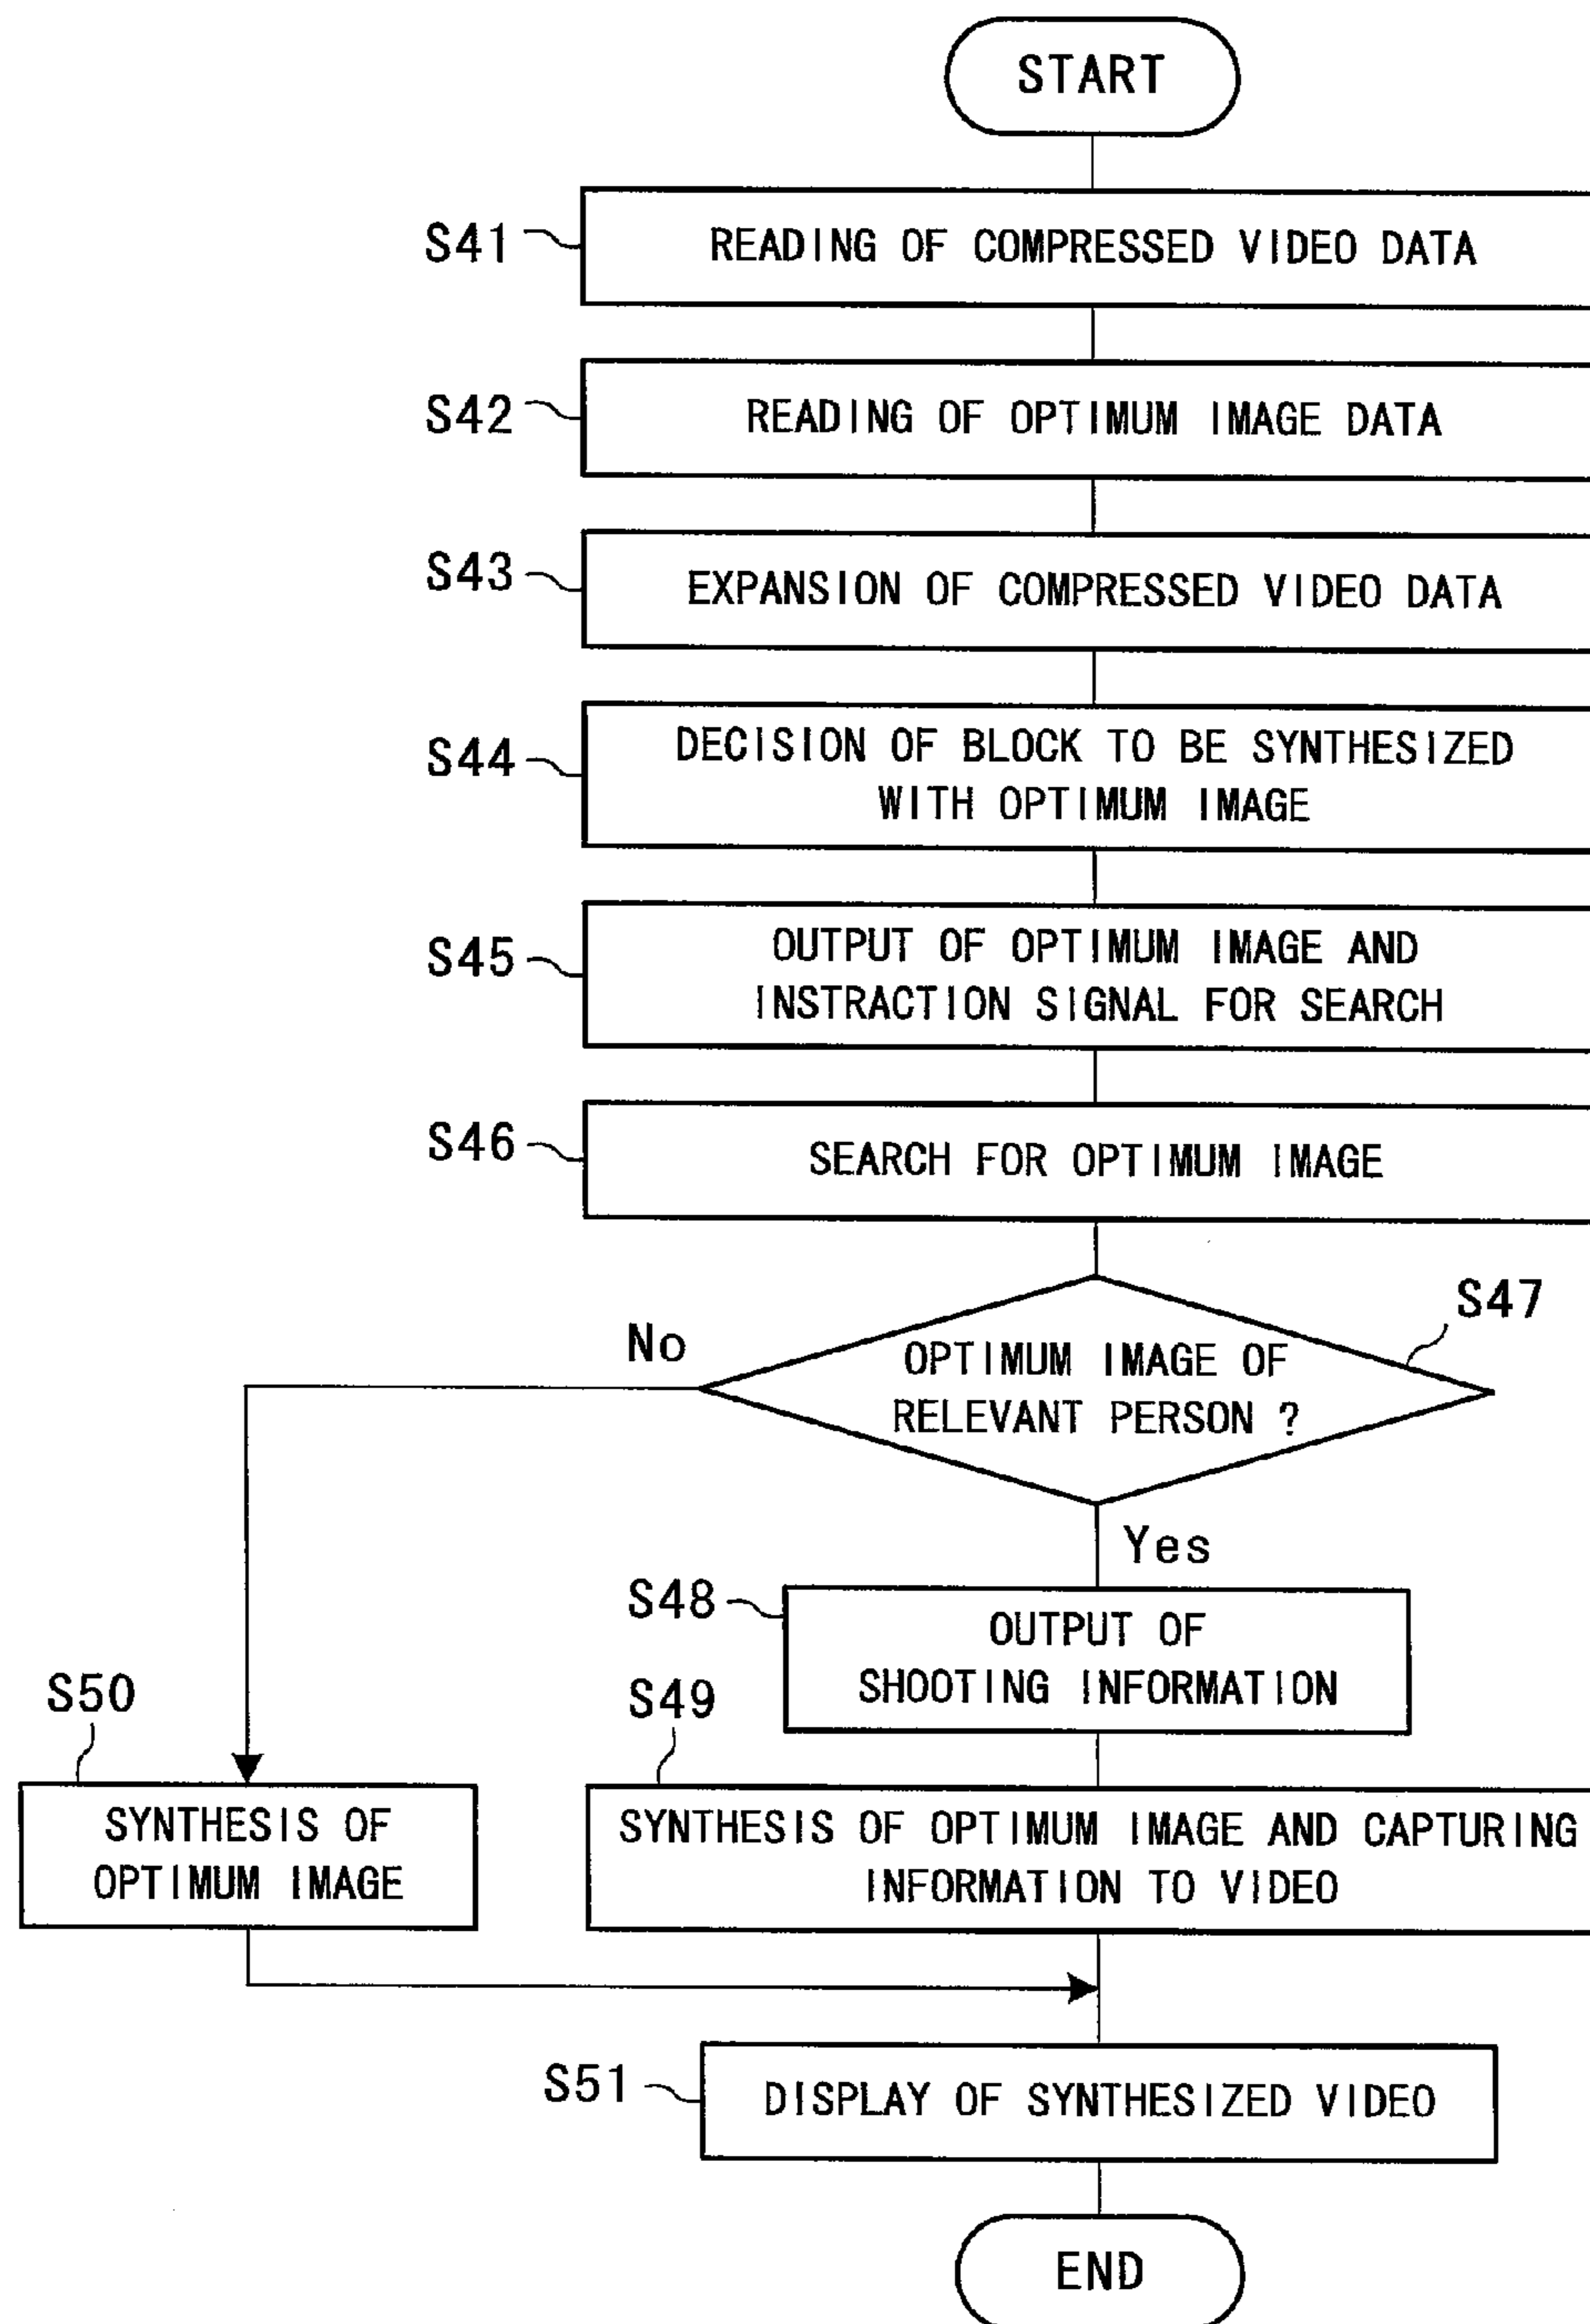 START
S41
READING OF COMPRESSED VIDEO DATA
S42
READING OF OPTIMUM IMAGE DATA
S43
EXPANSION OF COMPRESSED VIDEO DATA
S44
DECISION OF BLOCK TO BE SYNTHESIZED
WITH OPTIMUM IMAGE
S45
OUTPUT OF OPTIMUM IMAGE AND
INSTRACTION SIGNAL FOR SEARCH
S46
SEARCH FOR OPTIMUM IMAGE
S47
OPTIMUM IMAGE OF
RELEVANT PERSON ?
No
Yes
S48
OUTPUT OF
SHOOTING INFORMATION
S50
SYNTHESIS OF
OPTIMUM IMAGE
S49
SYNTHESIS OF OPTIMUM IMAGE AND CAPTURING
INFORMATION TO VIDEO
S51
DISPLAY OF SYNTHESIZED VIDEO
END